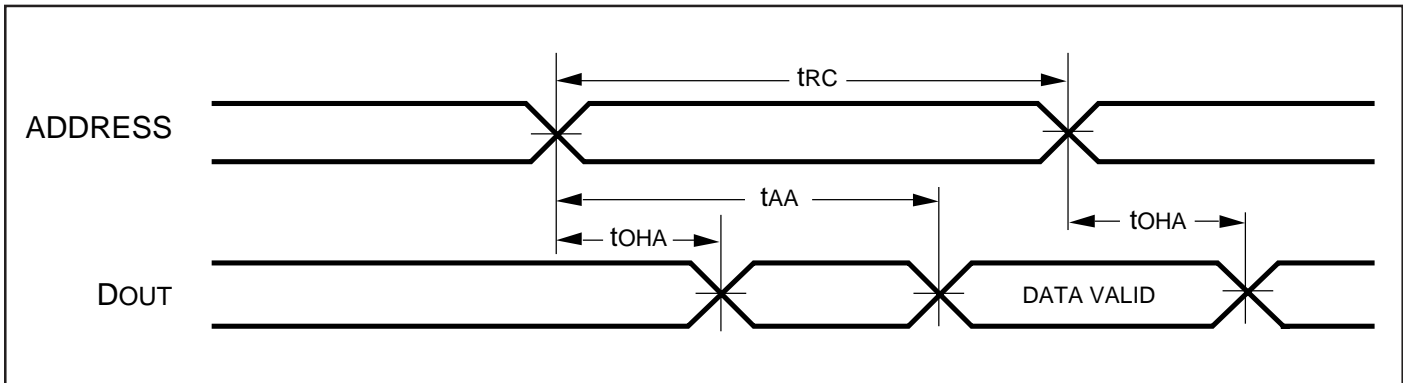 tRC
ADDRESS
tAA
tOHA
tOHA
DOUT
DATA VALID